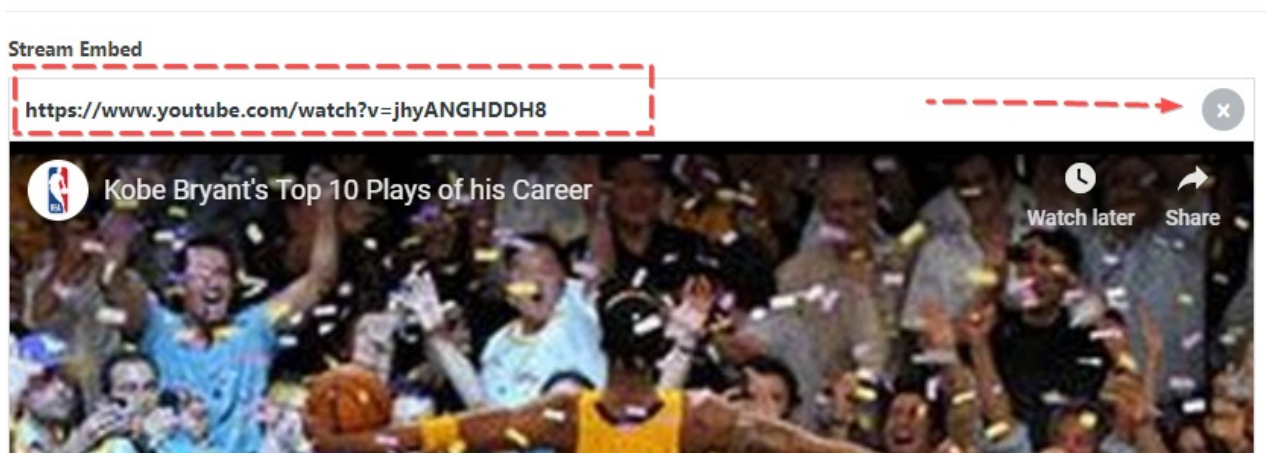 Stream Embed
https://www.youtube.com/watch?v=jhyANGHDDH8
x
NBA
Kobe Bryant's Top 10 Plays of his Career
Watch later
Share